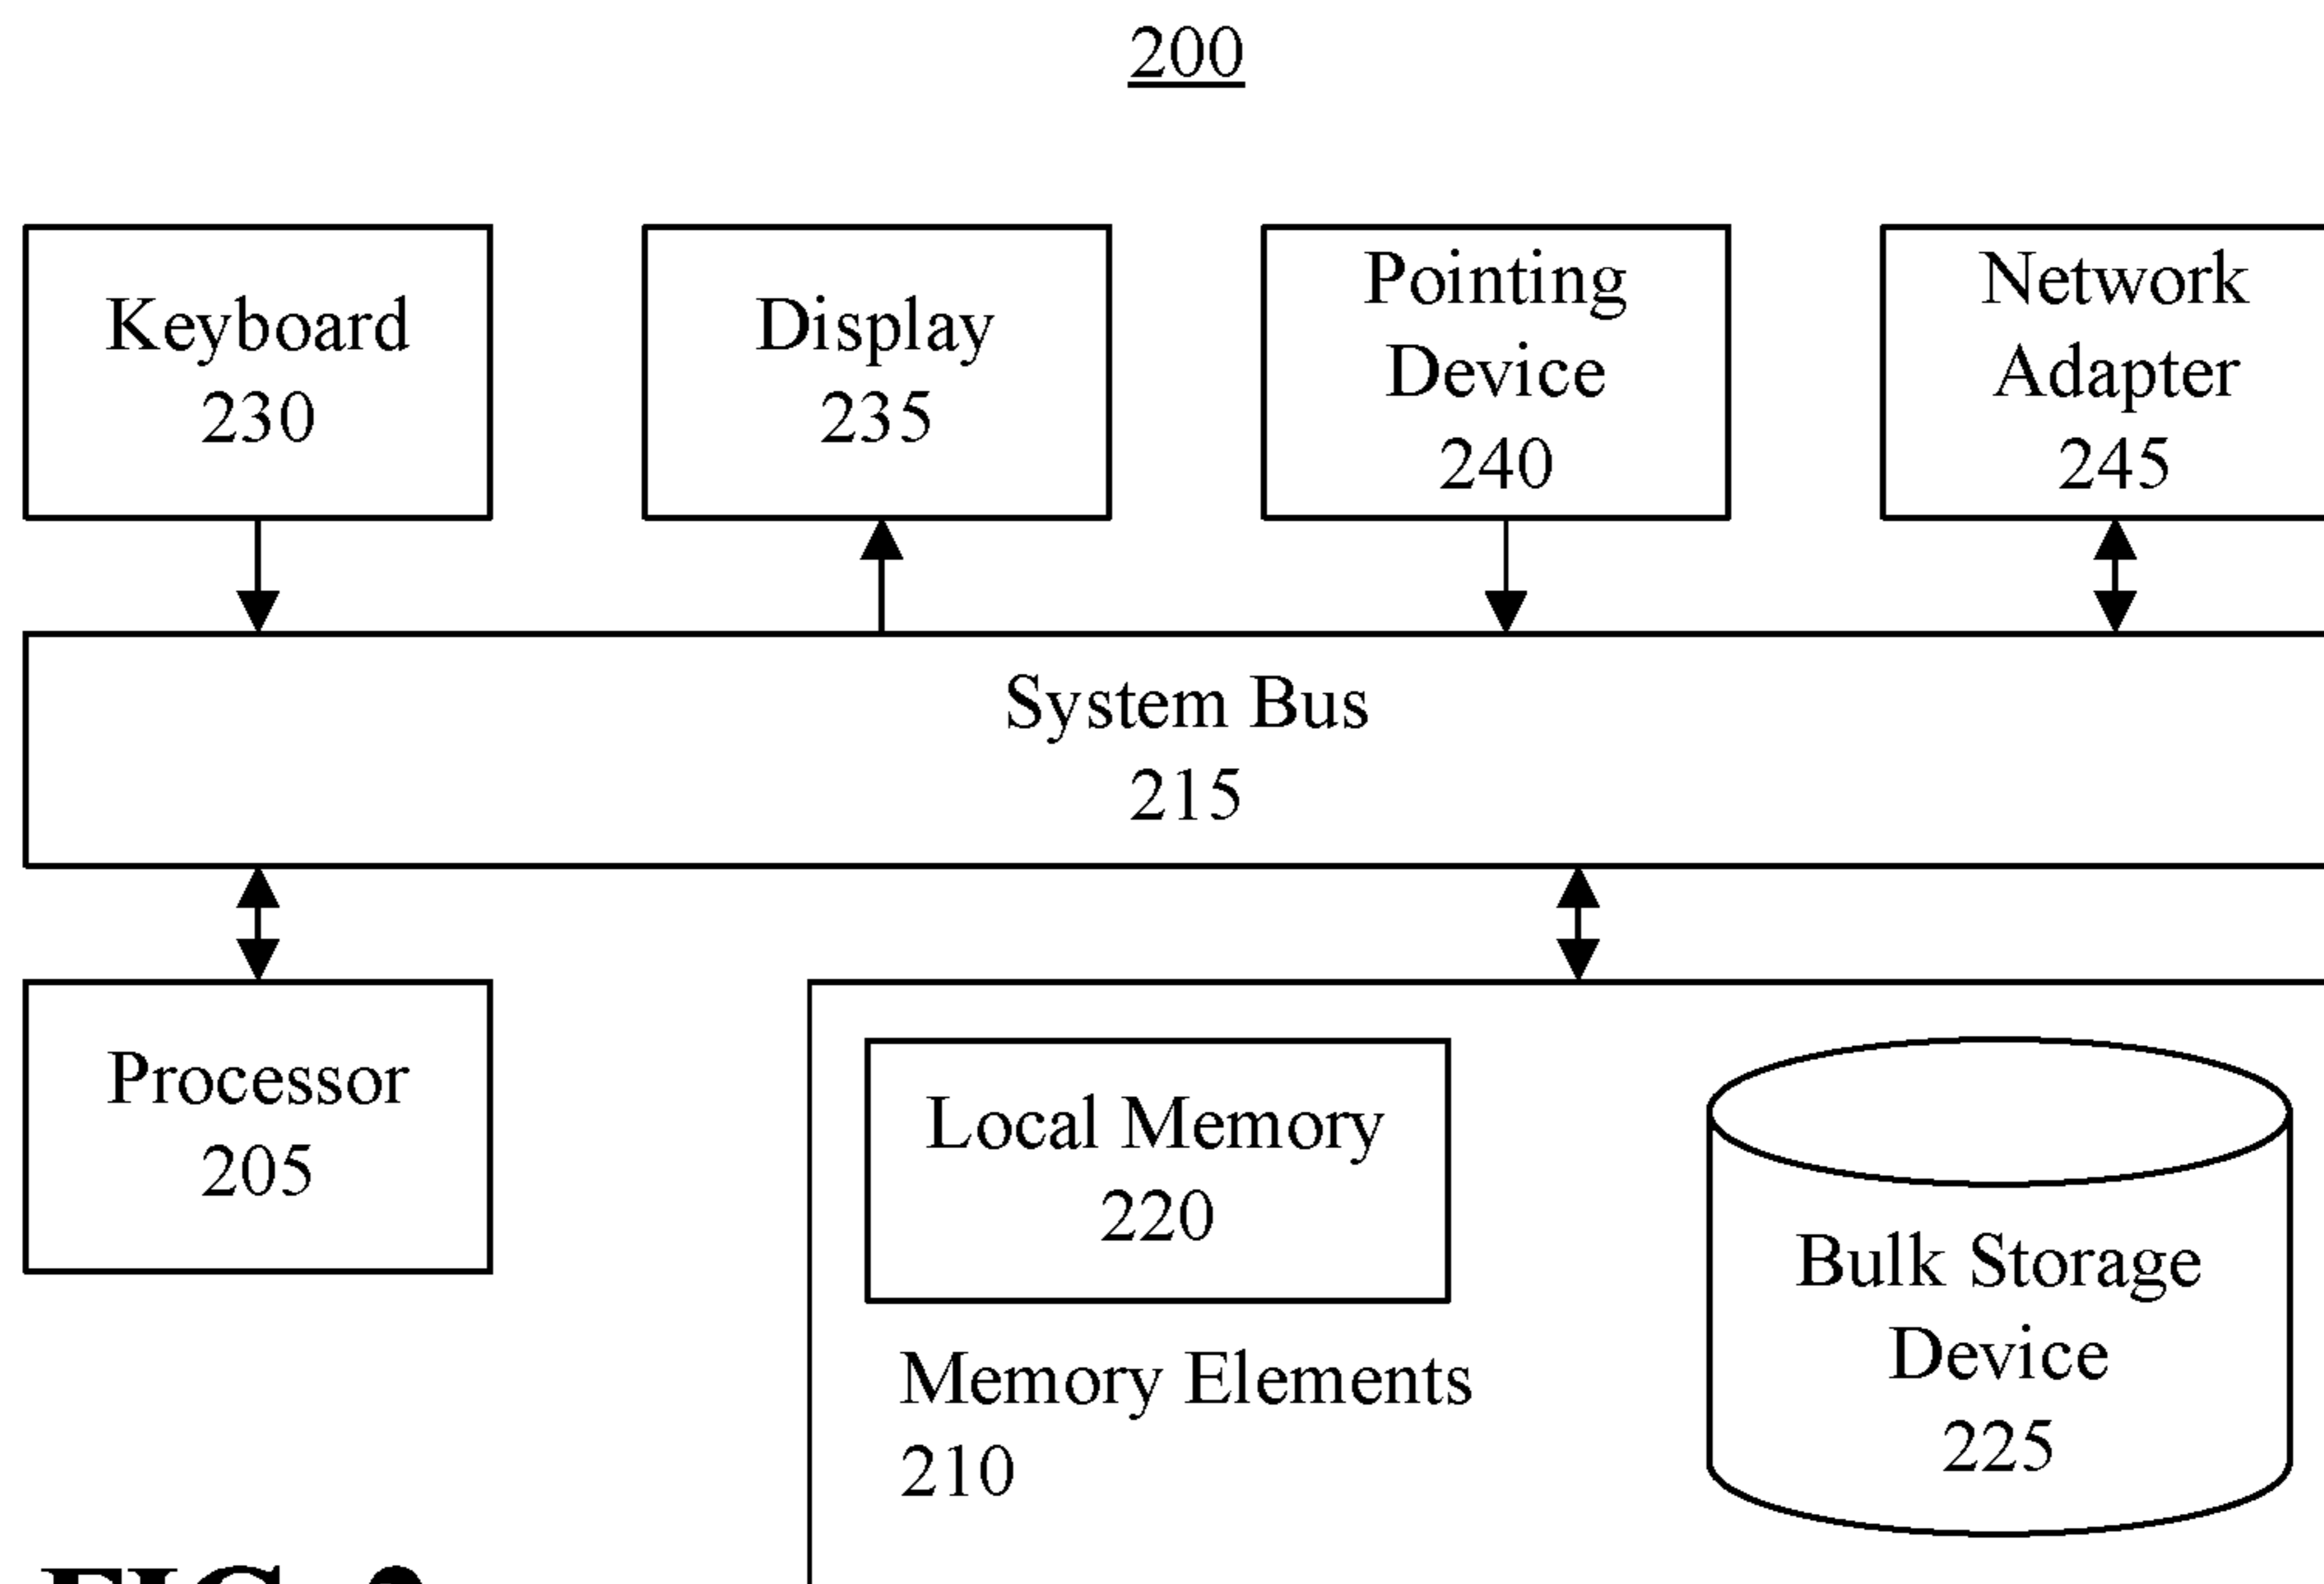 200
Keyboard
230
Display
235
Pointing
Device
240
Network
Adapter
245
System Bus
215
Processor
205
Local Memory
220
Memory Elements
210
Bulk Storage
Device
225